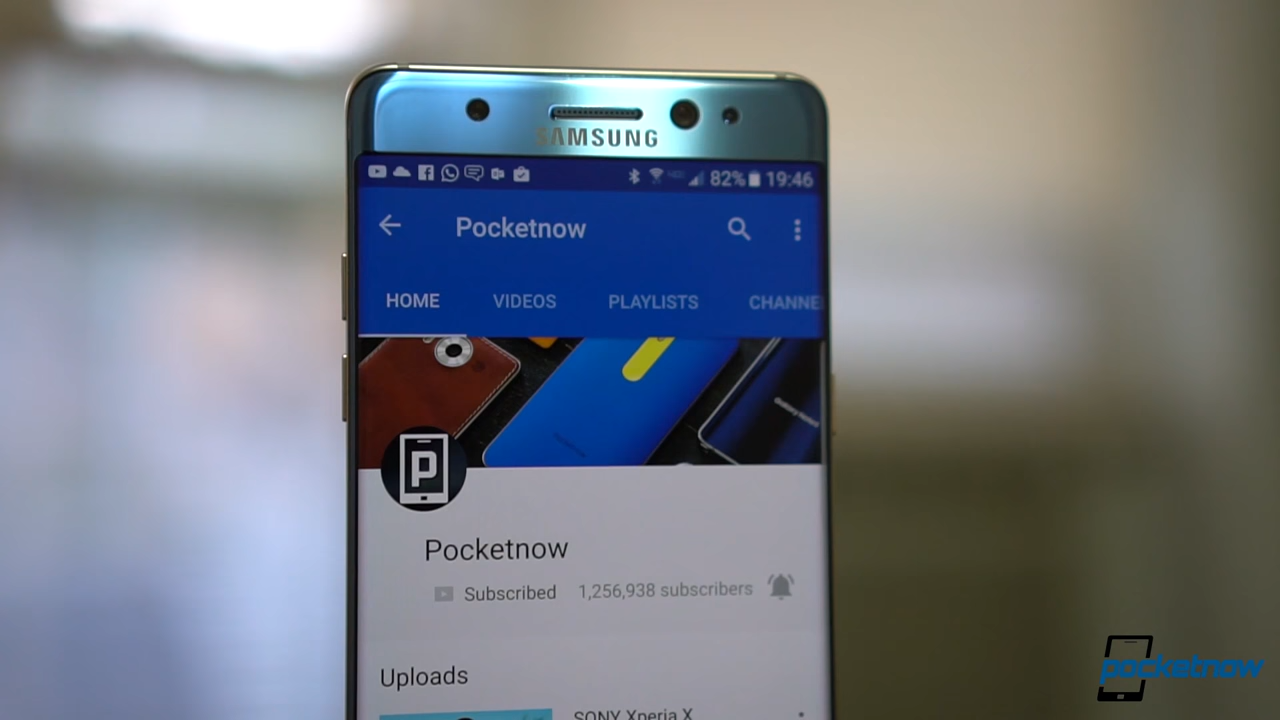 SAMSUNG
82% 19:46
Pocketnow
HOME VIDEOS PLAYLISTS CHANNE
P
Pocketnow
Subscribed 1,256,938 subscribers
Uploads
SONY Xperia X
pocketnow